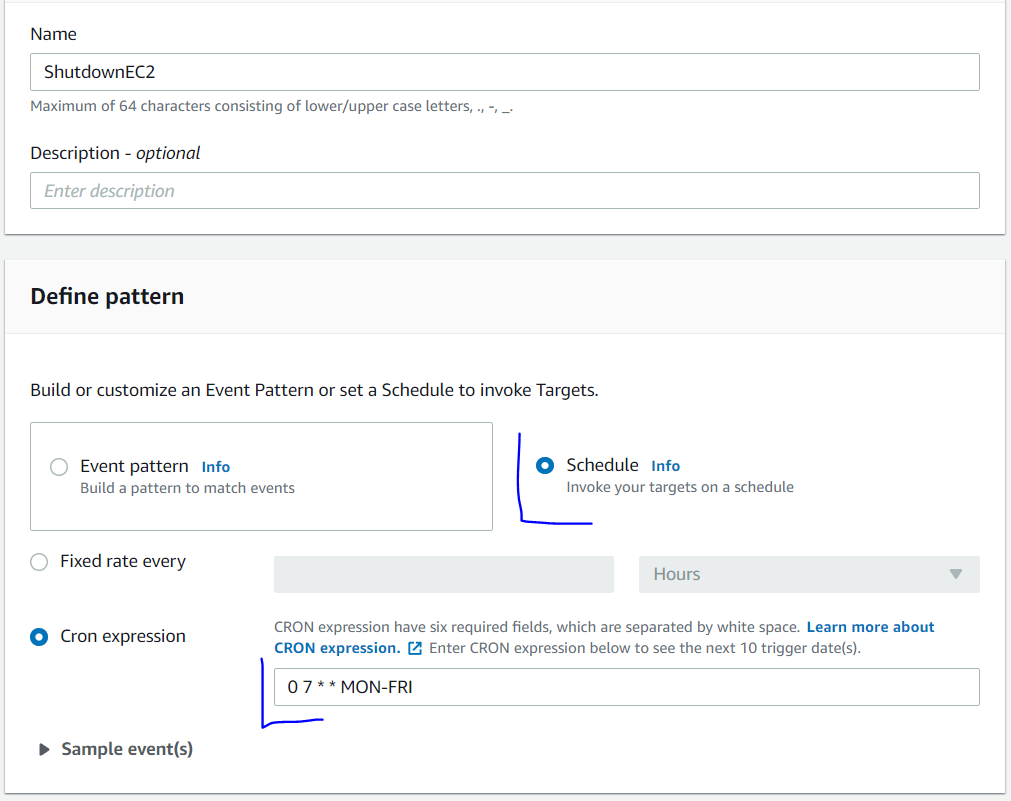 Name
ShutdownEC2
Maximum of 64 characters consisting of lower/upper case letters, ., -, _.
Description - optional
Enter description
Define pattern
Build or customize an Event Pattern or set a Schedule to invoke Targets.
Event pattern Info
Build a pattern to match events
Schedule Info
Invoke your targets on a schedule
Fixed rate every
Hours
Cron expression
CRON expression have six required fields, which are separated by white space. Learn more about
CRON expression. Enter CRON expression below to see the next 10 trigger date(s).
0 7 * * MON-FRI
Sample event(s)